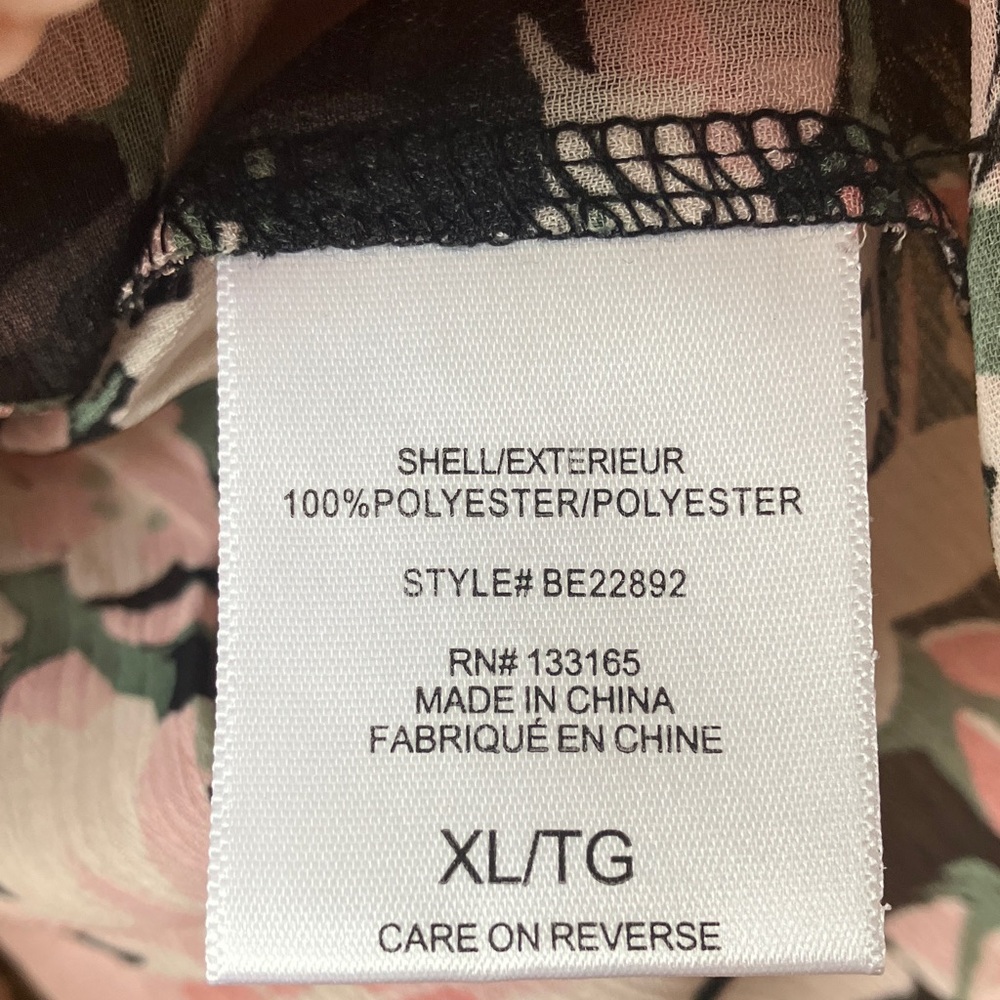 SHELL/EXTERIEUR
100%POLYESTER/POLYESTER
STYLE# BE22892
RN# 133165
MADE IN CHINA
FABRIQUÉ EN CHINE
XL/TG
CARE ON REVERSE